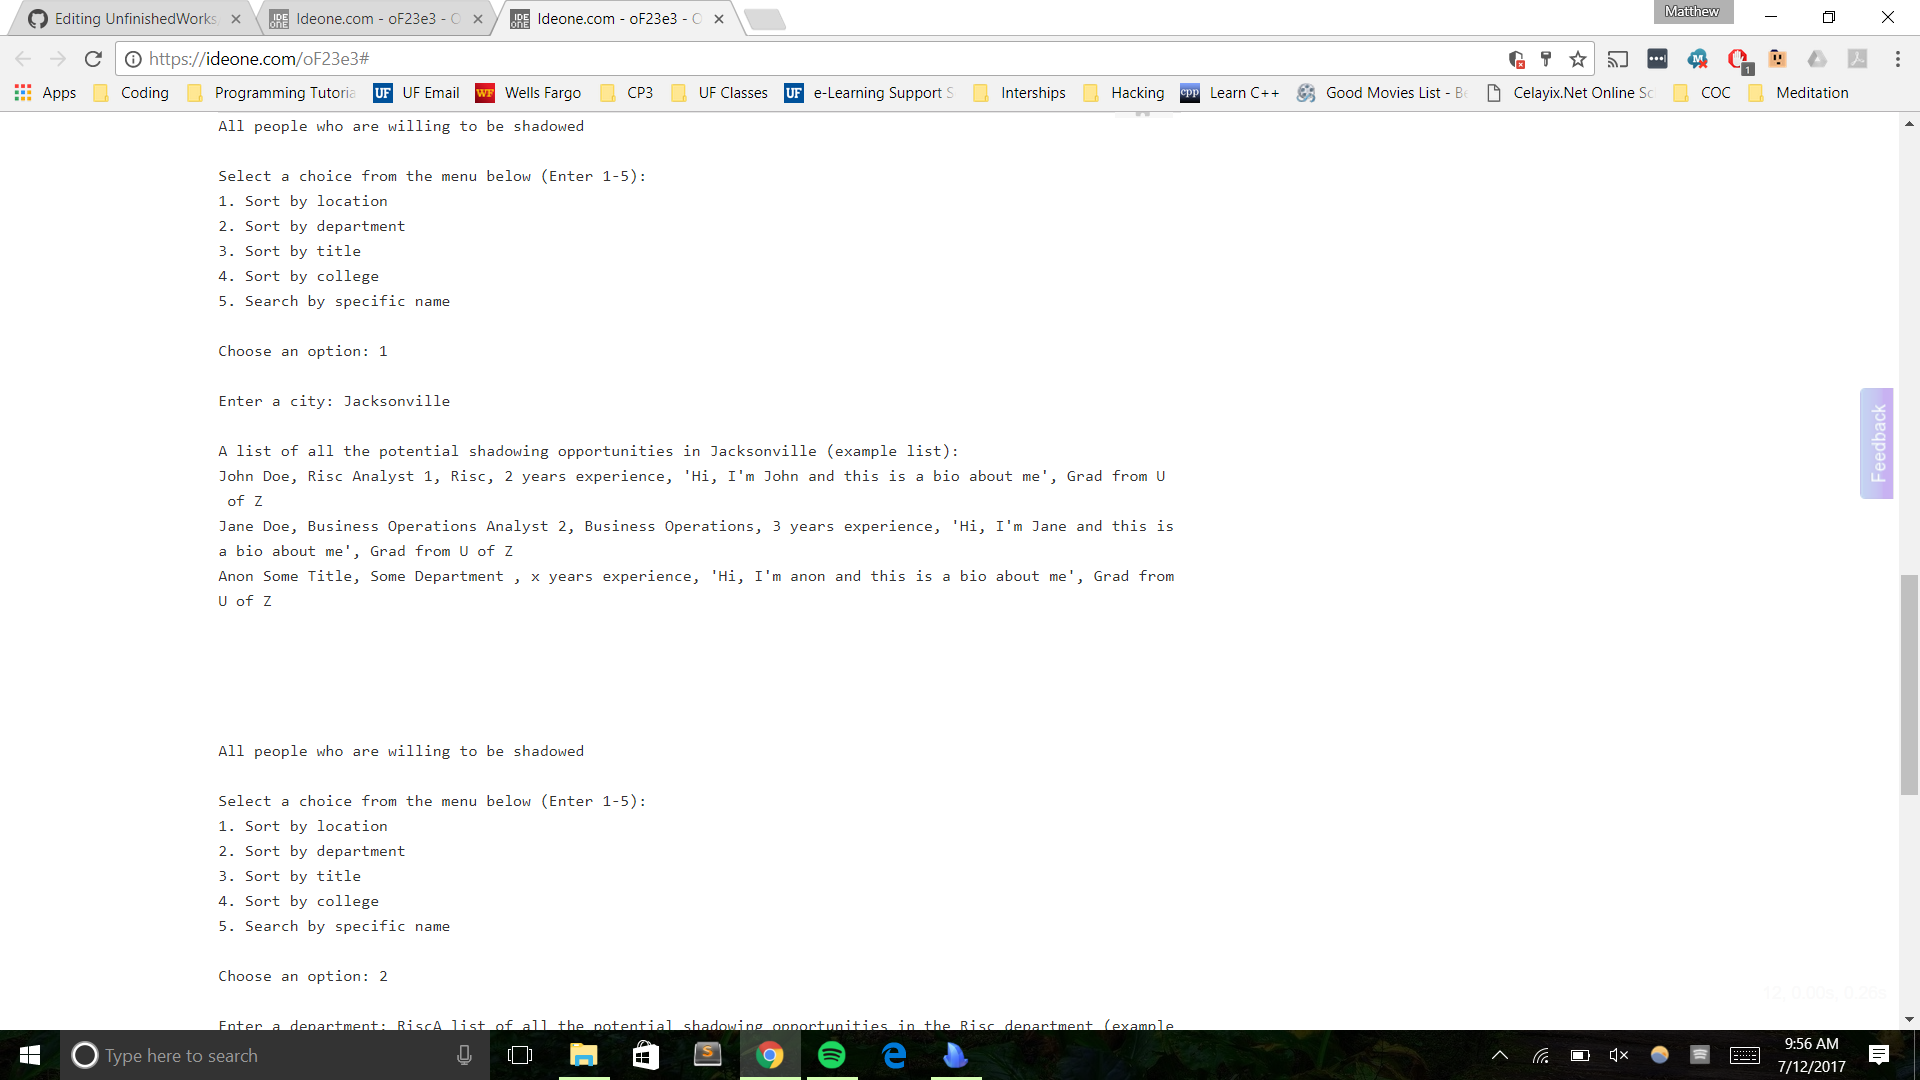 Editing UnfinishedWorks
Ideone.com - oF23e3 - O
Ideone.com - oF23e3 - O
Matthew
https://ideone.com/oF23e3#
1
Apps
Coding
Programming Tutoria
UF
UF Email
WF
Wells Fargo
CP3
UF Classes
UF
e-Learning Support S
Interships
Hacking
cpp
Learn C++
Good Movies List - Be
Celayix.Net Online Sc
COC
Meditation
All people who are willing to be shadowed
Select a choice from the menu below (Enter 1-5):
1. Sort by location
2. Sort by department
3. Sort by title
4. Sort by college
5. Search by specific name
Choose an option: 1
Enter a city: Jacksonville
A list of all the potential shadowing opportunities in Jacksonville (example list):
John Doe, Risc Analyst 1, Risc, 2 years experience, 'Hi, I'm John and this is a bio about me', Grad from U
of Z
Jane Doe, Business Operations Analyst 2, Business Operations, 3 years experience, 'Hi, I'm Jane and this is
a bio about me', Grad from U of Z
Anon Some Title, Some Department , x years experience, 'Hi, I'm anon and this is a bio about me', Grad from
U of Z
Feedback
All people who are willing to be shadowed
Select a choice from the menu below (Enter 1-5):
1. Sort by location
2. Sort by department
3. Sort by title
4. Sort by college
5. Search by specific name
Choose an option: 2
Enter a department: RiscA list of all the potential shadowing opportunities in the Risc department (example
Type here to search
9:56 AM
7/12/2017